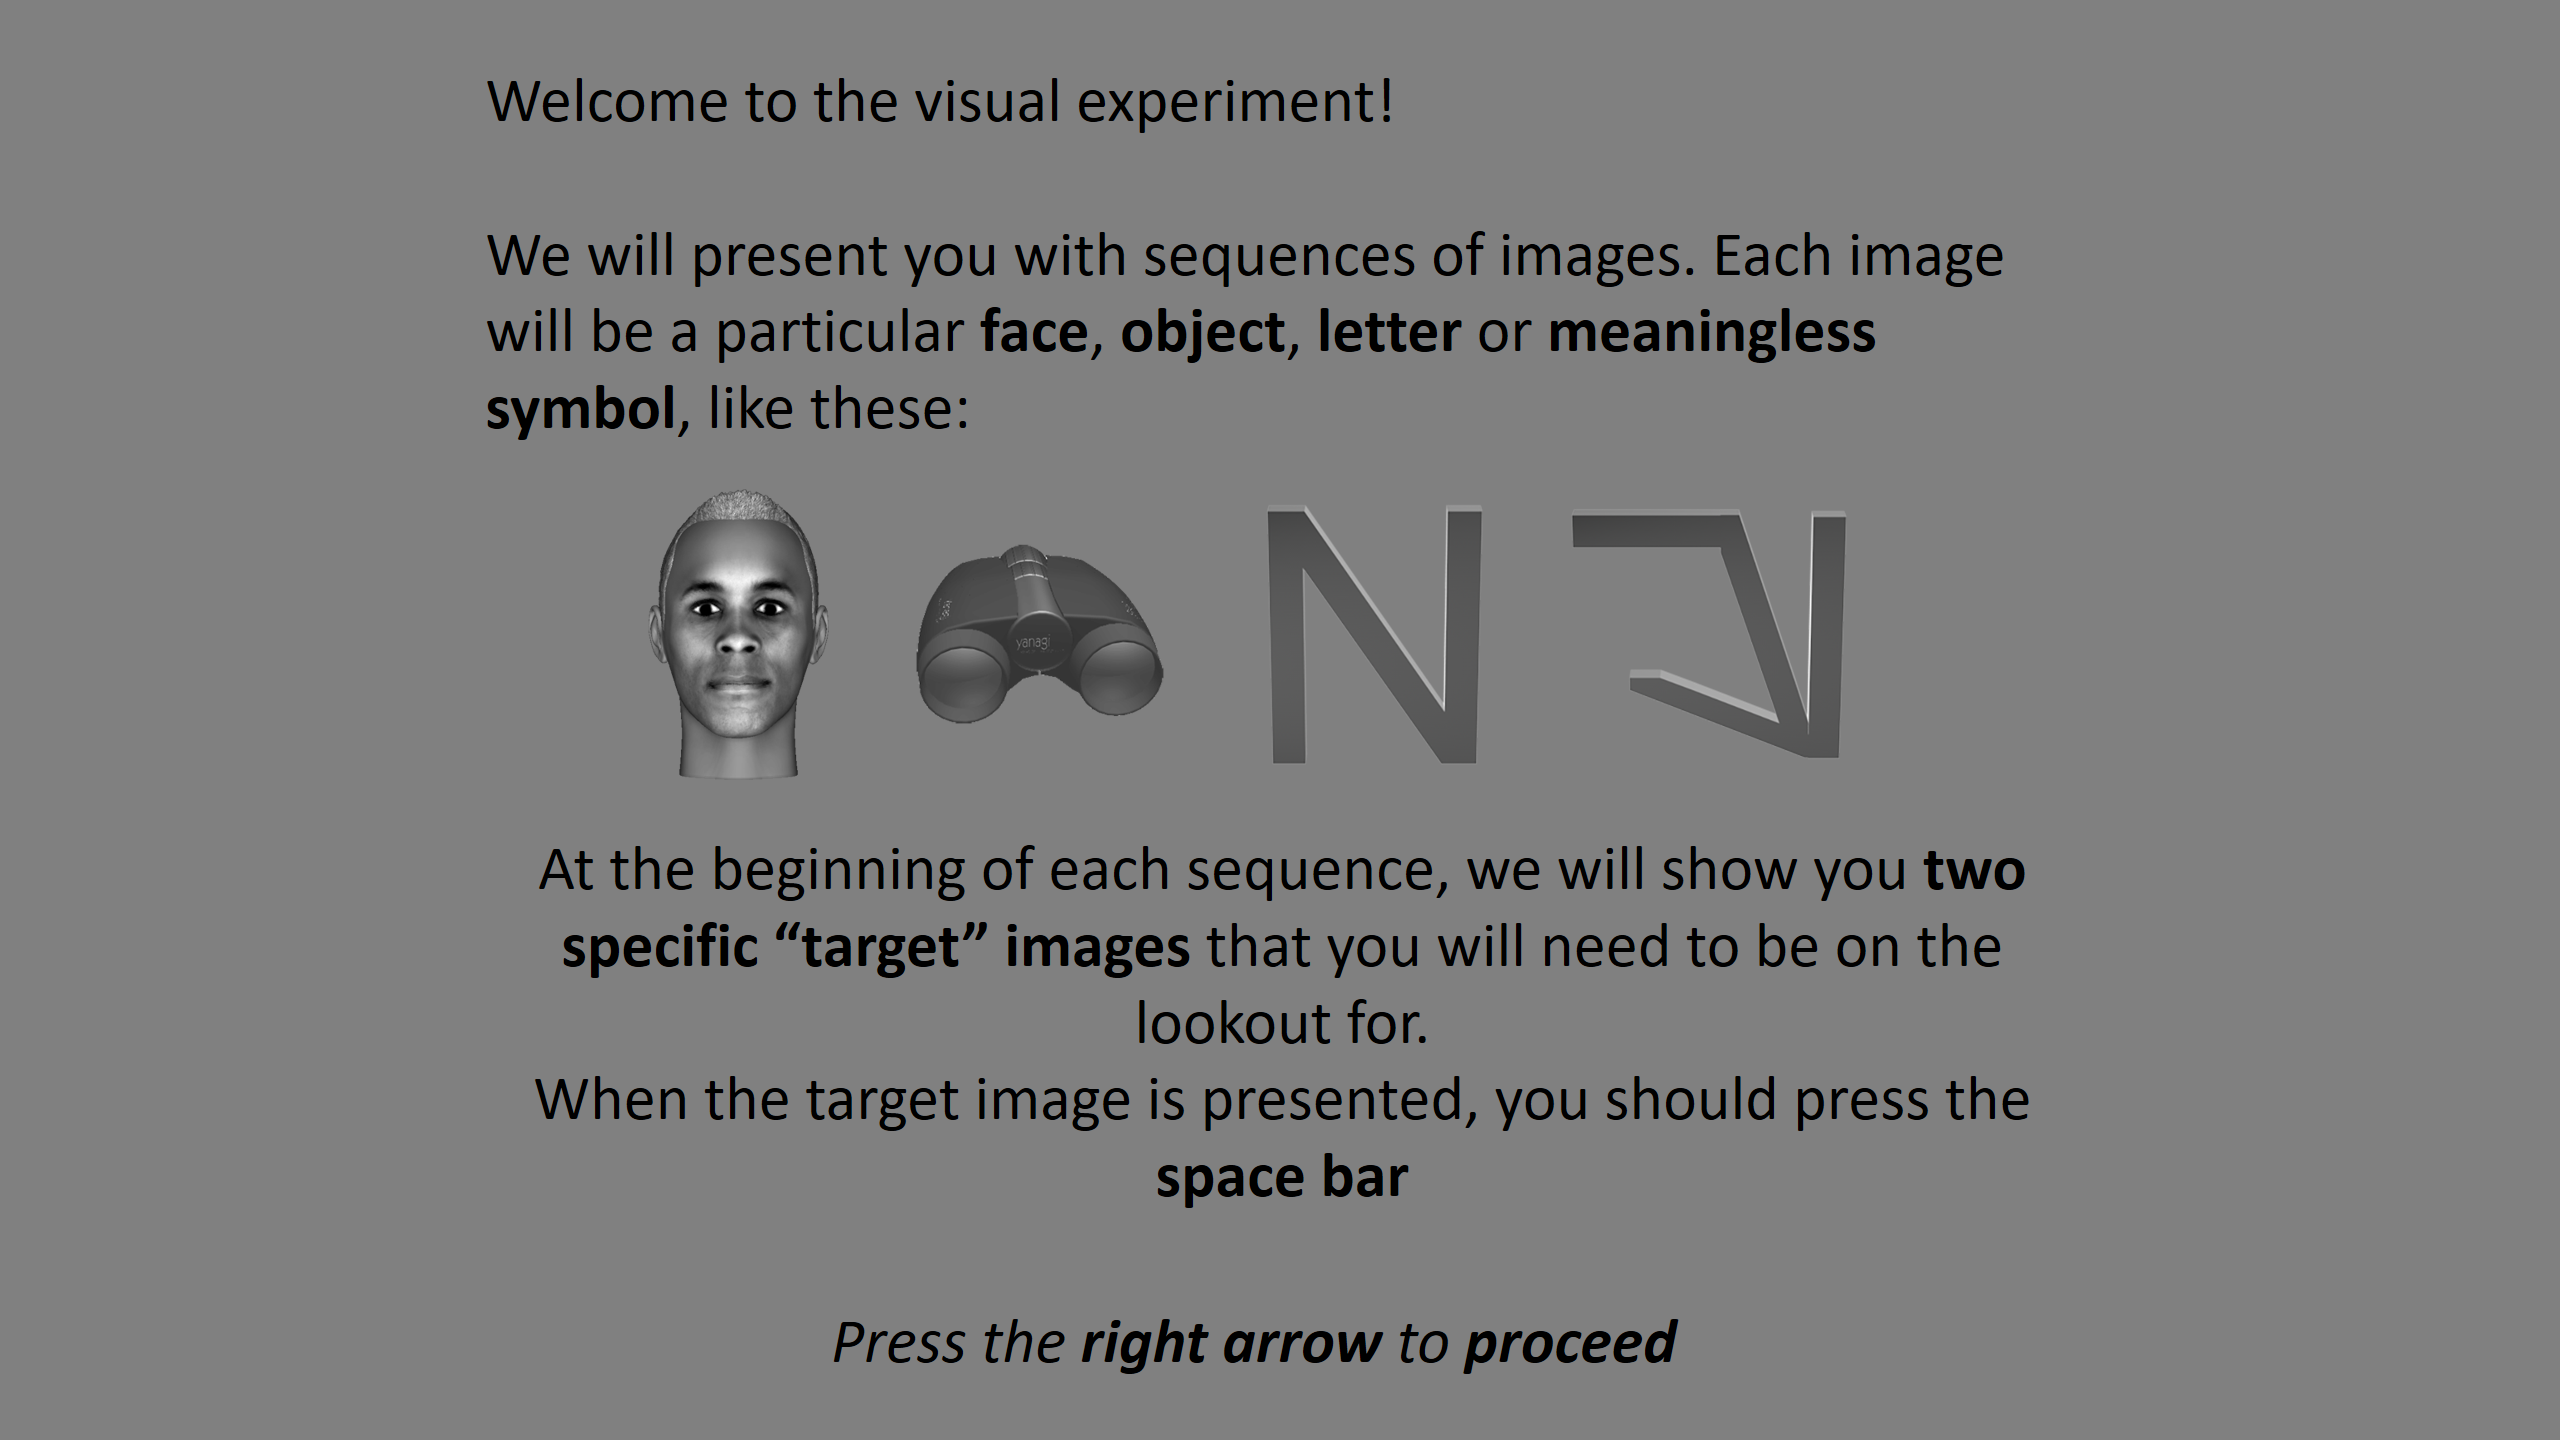 Welcome to the visual experiment!
We will present you with sequences of images. Each image
will be a particular face, object, letter or meaningless
symbol, like these:
yanagi
N
At the beginning of each sequence, we will show you two
specific “target” images that you will need to be on the
lookout for.
When the target image is presented, you should press the
space bar
Press the right arrow to proceed